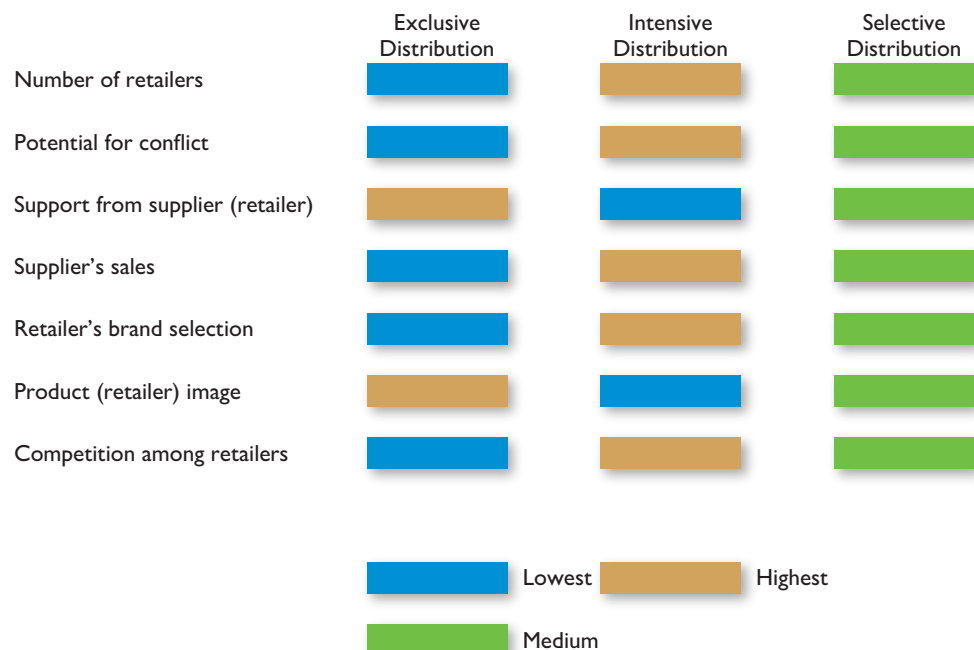 Exclusive
Distribution
Intensive
Distribution
Selective
Distribution
Number of retailers
Potential for conflict
Support from supplier (retailer)
Supplier’s sales
Retailer’s brand selection
Product (retailer) image
Competition among retailers
Lowest
Highest
Medium